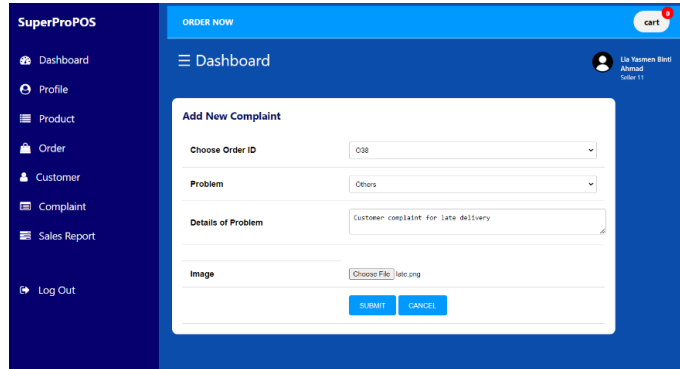 SuperProPOS
ORDER NOW
0
cart
Dashboard
Profile
Product
Order
Customer
Complaint
Sales Report
Log Out
☰ Dashboard
Lia Yasmen Binti
Ahmad
Seller 11
Add New Complaint
Choose Order ID
O38
Problem
Others
Details of Problem
Customer complaint for late delivery
Image
Choose File late.png
SUBMIT
CANCEL